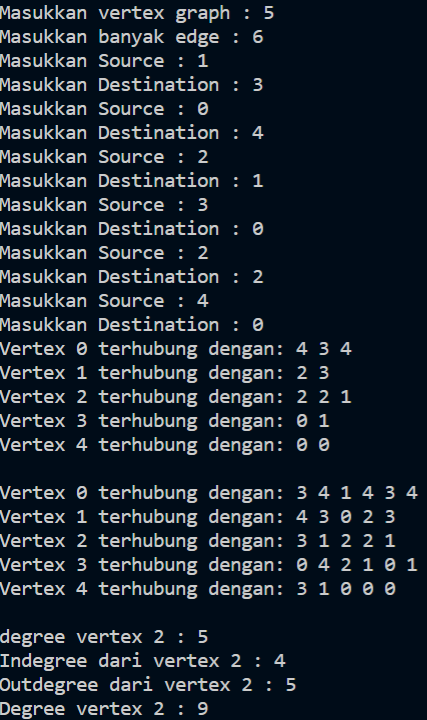 Masukkan vertex graph : 5
Masukkan banyak edge : 6
Masukkan Source : 1
Masukkan Destination : 3
Masukkan Source : 0
Masukkan Destination : 4
Masukkan Source : 2
Masukkan Destination : 1
Masukkan Source : 3
Masukkan Destination : 0
Masukkan Source : 2
Masukkan Destination : 2
Masukkan Source : 4
Masukkan Destination : 0
Vertex 0 terhubung dengan: 4 3 4
Vertex 1 terhubung dengan: 2 3
Vertex 2 terhubung dengan: 2 2 1
Vertex 3 terhubung dengan: 0 1
Vertex 4 terhubung dengan: 0 0
Vertex 0 terhubung dengan: 3 4 1 4 3 4
Vertex 1 terhubung dengan: 4 3 0 2 3
Vertex 2 terhubung dengan: 3 1 2 2 1
Vertex 3 terhubung dengan: 0 4 2 1 0 1
Vertex 4 terhubung dengan: 3 1 0 0 0
degree vertex 2 : 5
Indegree dari vertex 2 : 4
Outdegree dari vertex 2 : 5
Degree vertex 2 : 9